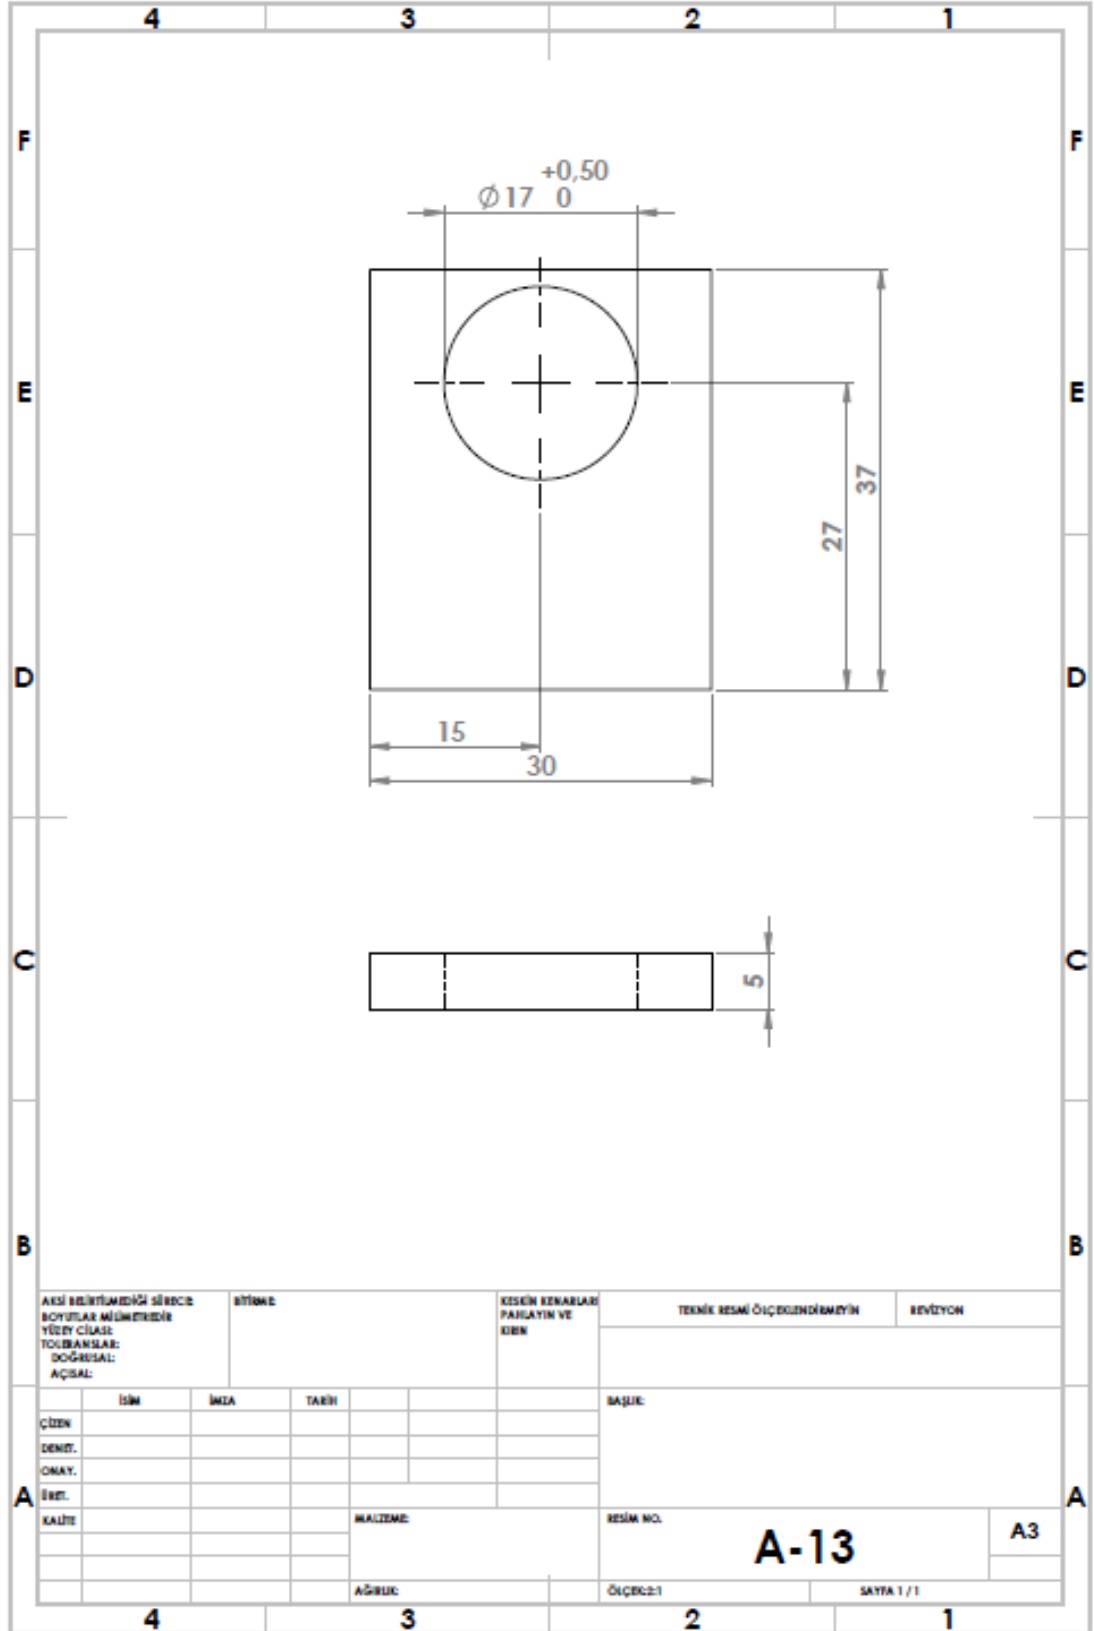 4 3 2 1
F F
+0,50
Ø17 0
E E
37
27
D D
15
30
C C
5
B B
AKSİ BELİRTİLMEDİĞİ SÜRECE:
BOYUTLAR MİLİMETREDİR
YÜZEY CİLASI:
TOLERANSLAR:
DOĞRUSAL:
AÇISAL:
BİTİRME:
KESKİN KENARLARI
PAHLAYIN VE
KIRIN
TEKNİK RESMİ ÖLÇEKLENDİRMEYİN
REVİZYON
İSİM İMZA TARİH
BAŞLIK:
ÇİZEN
DENET.
ONAY.
A ÜRET. A
KALİTE
MALZEME:
RESİM NO.
A-13
A3
AĞIRLIK:
ÖLÇEK:2:1
SAYFA 1 / 1
4 3 2 1